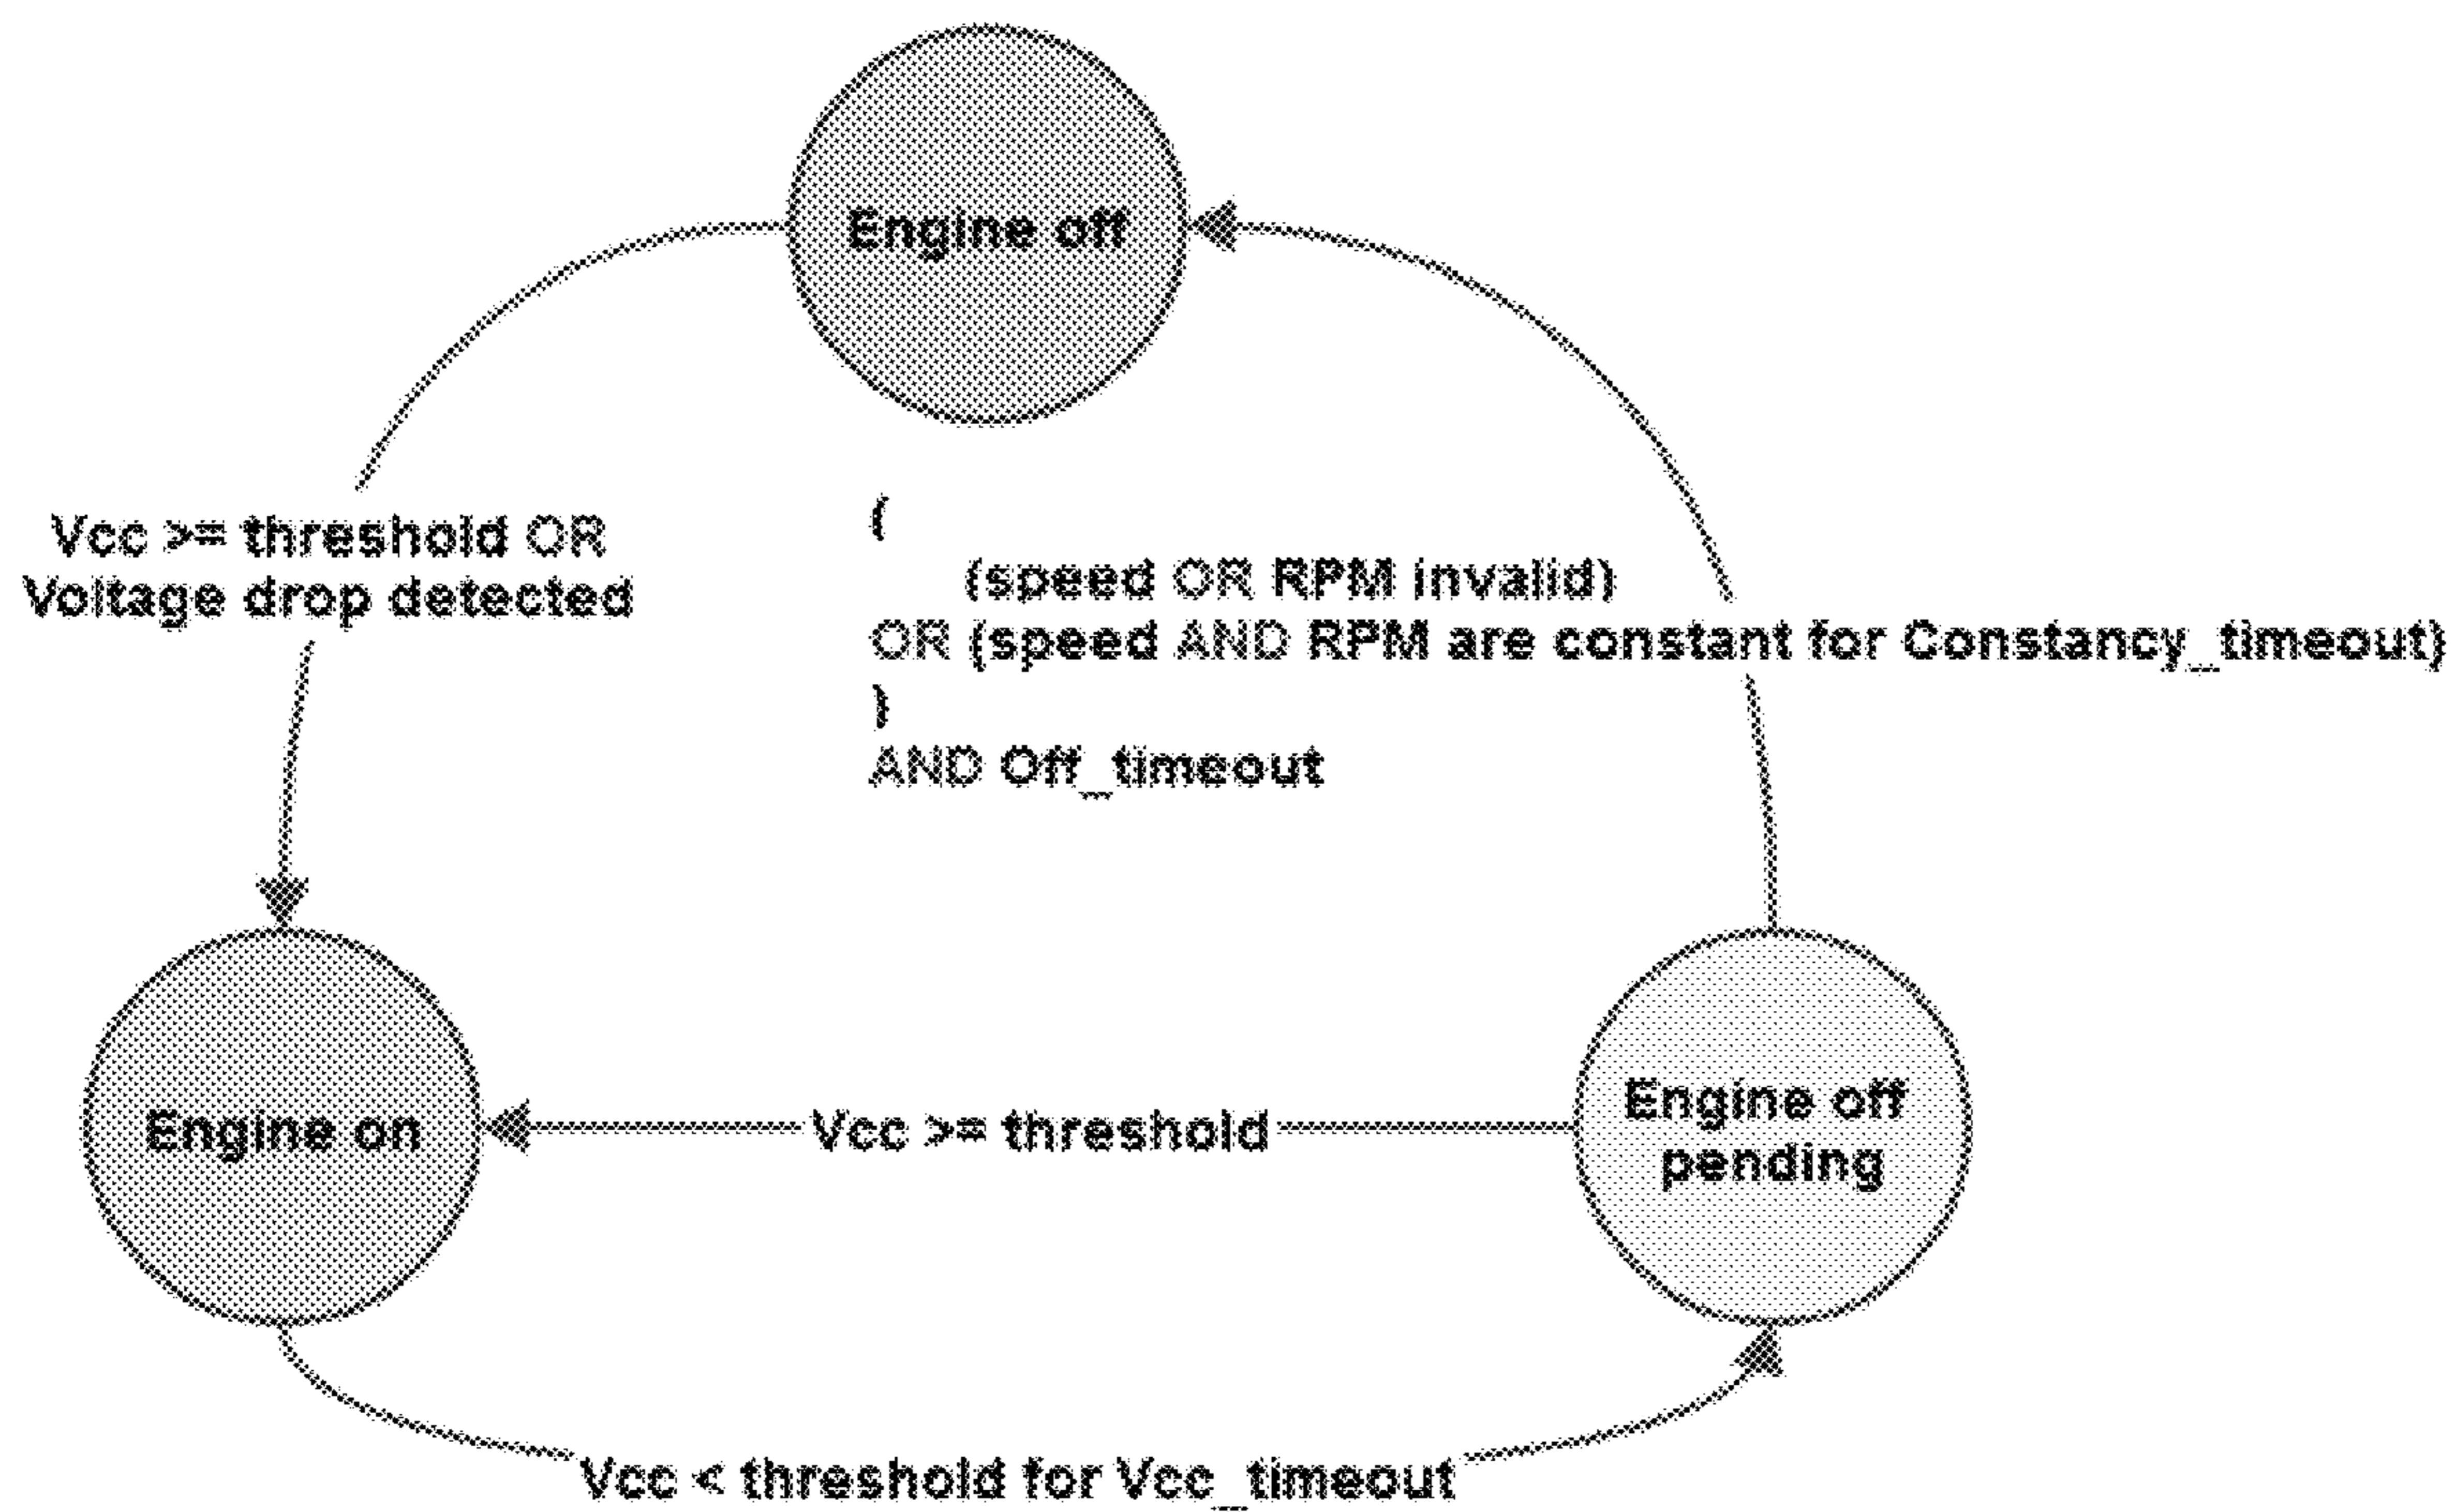 Engine off
Vcc >= threshold OR
Voltage drop detected
(
(speed OR RPM invalid)
OR (speed AND RPM are constant for Constancy_timeout)
)
AND Off_timeout
Engine on
Vcc >= threshold
Engine off
pending
Vcc < threshold for Vcc_timeout